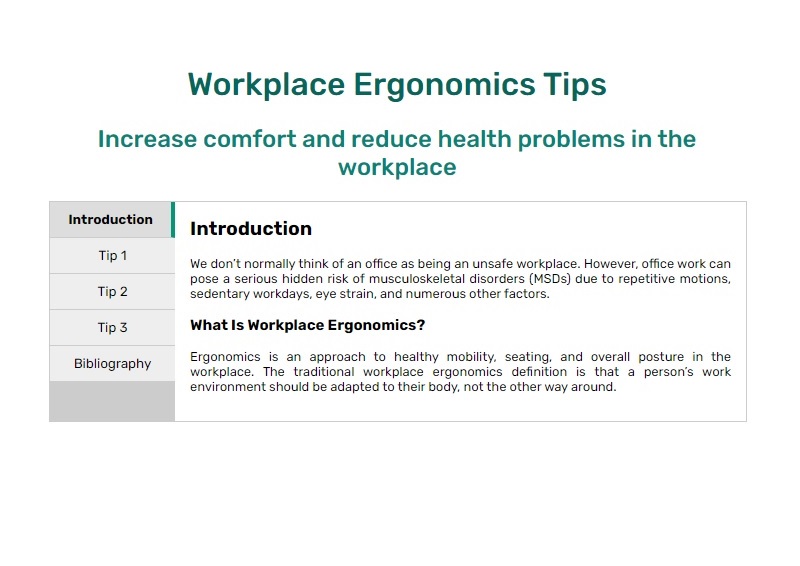 Workplace Ergonomics Tips
Increase comfort and reduce health problems in the
workplace
Introduction
Tip 1
Tip 2
Tip 3
Bibliography
Introduction
We don't normally think of an office as being an unsafe workplace. However, office work can
pose a serious hidden risk of musculoskeletal disorders (MSDs) due to repetitive motions,
sedentary workdays, eye strain, and numerous other factors.
What Is Workplace Ergonomics?
Ergonomics is an approach to healthy mobility, seating, and overall posture in the
workplace. The traditional workplace ergonomics definition is that a person's work
environment should be adapted to their body, not the other way around.